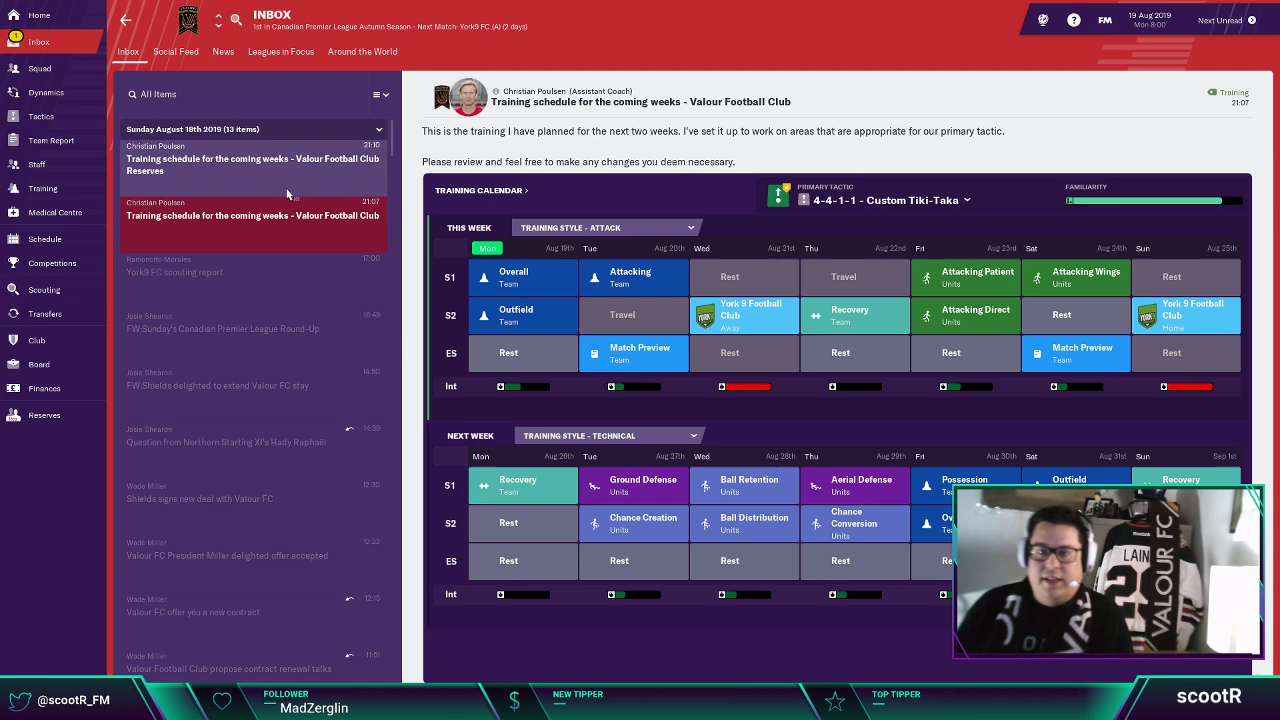 Home
Inbox
1
Squad
Dynamics
Tactics
Team Report
Staff
Training
Medical Centre
Schedule
Competitions
Scouting
Transfers
Club
Board
Finances
Reserves
INBOX
1st in Canadian Premier League Autumn Season - Next Match: York9 FC (A) (2 days)
FM
19 Aug 2019
Mon 8:00
Next Unread
Inbox
Social Feed
News
Leagues in Focus
Around the World
All Items
Sunday August 18th 2019 (13 items)
Christian Poulsen
21:10
Training schedule for the coming weeks - Valour Football Club
Reserves
Christian Poulsen
21:07
Training schedule for the coming weeks - Valour Football Club
Ramoncito Morales
17:00
York9 FC scouting report
Josie Shearon
16:49
FW:Sunday's Canadian Premier League Round-Up
Josie Shearon
14:50
FW:Shields delighted to extend Valour FC stay
Josie Shearon
14:39
Question from Northern Starting XI's Hady Raphaël
Wade Miller
12:30
Shields signs new deal with Valour FC
Wade Miller
12:22
Valour FC President Miller delighted offer accepted
Wade Miller
12:15
Valour FC offer you a new contract
Wade Miller
11:51
Valour Football Club propose contract renewal talks
Christian Poulsen (Assistant Coach)
Training schedule for the coming weeks - Valour Football Club
Training
21:07
This is the training I have planned for the next two weeks. I've set it up to work on areas that are appropriate for our primary tactic.
Please review and feel free to make any changes you deem necessary.
TRAINING CALENDAR >
PRIMARY TACTIC
4-4-1-1 - Custom Tiki-Taka
FAMILIARITY
THIS WEEK
TRAINING STYLE - ATTACK
Mon Aug 19th Tue Aug 20th Wed Aug 21st Thu Aug 22nd Fri Aug 23rd Sat Aug 24th Sun Aug 25th
S1
Overall
Team
Attacking
Team
Rest
Travel
Attacking Patient
Units
Attacking Wings
Units
Rest
S2
Outfield
Team
Travel
York 9 Football
Club
Away
Recovery
Team
Attacking Direct
Units
Rest
York 9 Football
Club
Home
ES
Rest
Match Preview
Team
Rest
Rest
Rest
Match Preview
Team
Rest
Int
NEXT WEEK
TRAINING STYLE - TECHNICAL
Mon Aug 26th Tue Aug 27th Wed Aug 28th Thu Aug 29th Fri Aug 30th Sat Aug 31st Sun Sep 1st
S1
Recovery
Team
Ground Defense
Units
Ball Retention
Units
Aerial Defense
Units
Possession
Outfield
Recovery
S2
Rest
Chance Creation
Units
Ball Distribution
Units
Chance
Conversion
Units
ES
Rest
Rest
Rest
Rest
Rest
Int
LAIN
2
VALOUR FC
@scootR_FM
FOLLOWER
MadZerglin
NEW TIPPER
TOP TIPPER
scootR